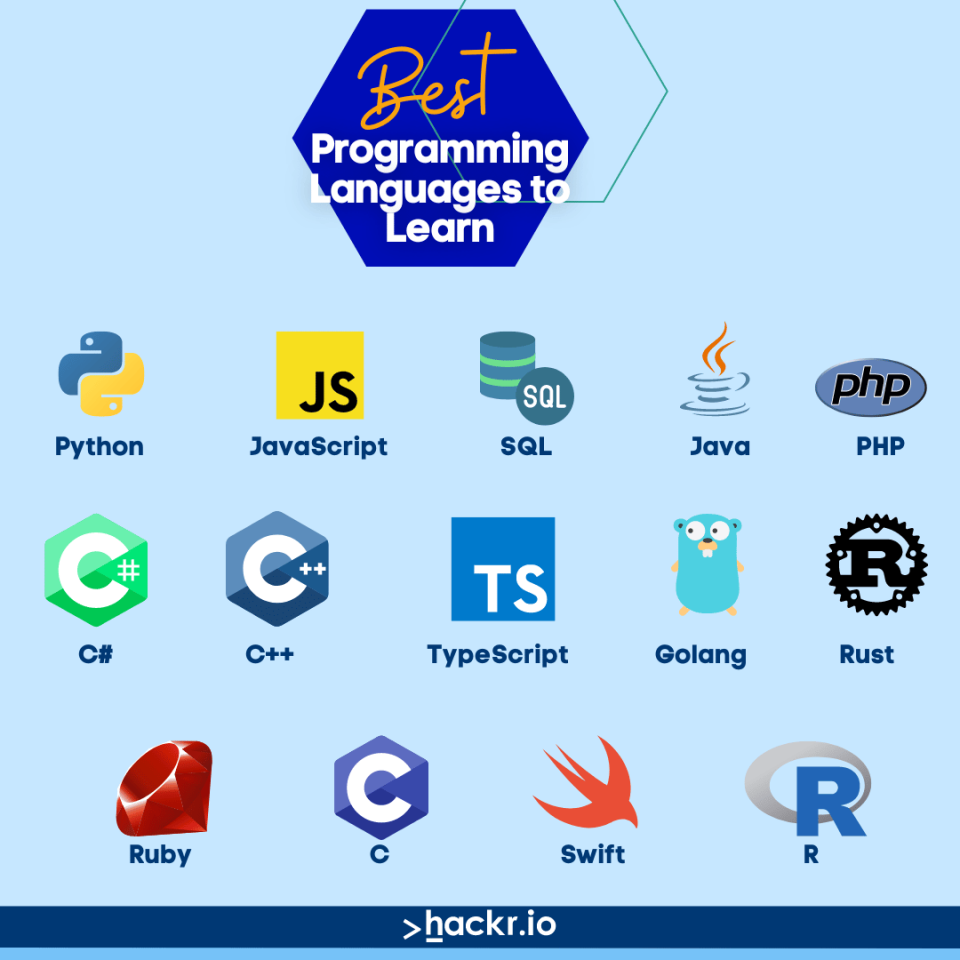 Best
Programming
Languages to
Learn
JS
SQL
php
Python
JavaScript
SQL
Java
PHP
C#
C++
TS
R
C#
C++
TypeScript
Golang
Rust
C
R
Ruby
C
Swift
R
>hackr.io